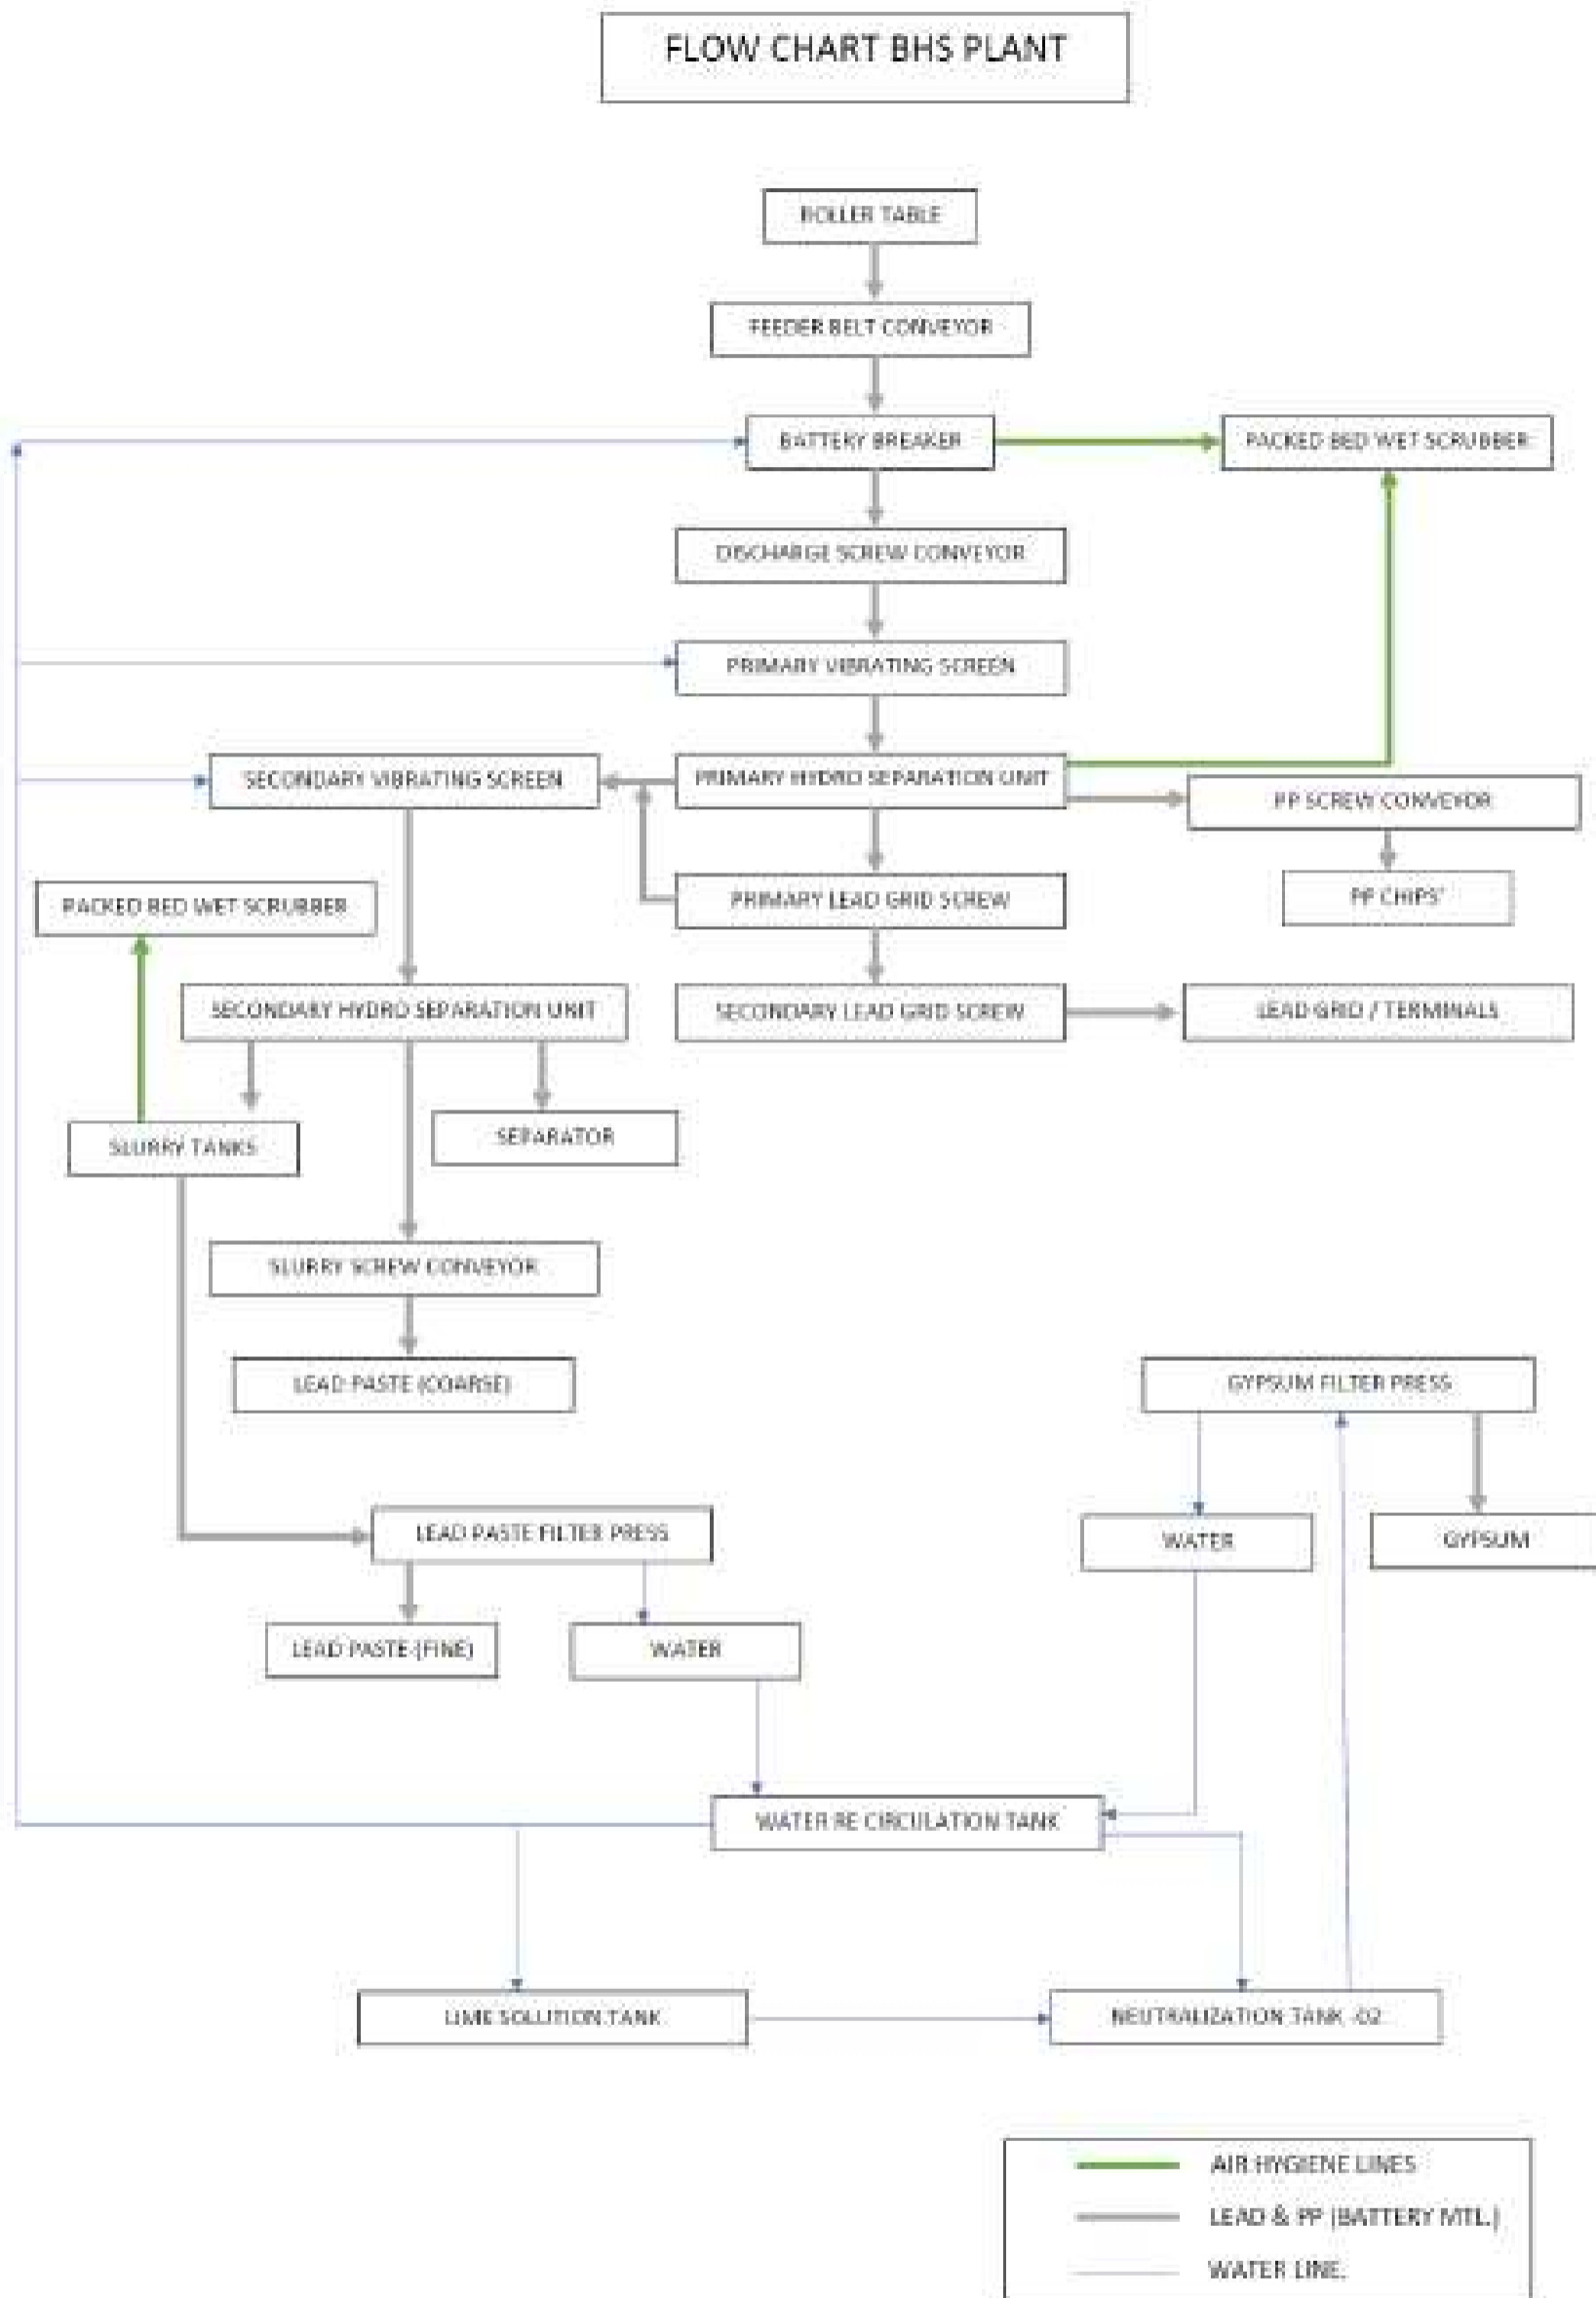 FLOW CHART BHS PLANT
ROLLER TABLE
FEEDER BELT CONVEYOR
BATTERY BREAKER
PACKED BED WET SCRUBBER
DISCHARGE SCREW CONVEYOR
PRIMARY VIBRATING SCREEN
SECONDARY VIBRATING SCREEN
PRIMARY HYDRO SEPARATION UNIT
PP SCREW CONVEYOR
PACKED BED WET SCRUBBER
PRIMARY LEAD GRID SCREW
PP CHIPS'
SECONDARY HYDRO SEPARATION UNIT
SECONDARY LEAD GRID SCREW
LEAD GRID / TERMINALS
SLURRY TANKS
SEPARATOR
SLURRY SCREW CONVEYOR
LEAD PASTE (COARSE)
GYPSUM FILTER PRESS
LEAD PASTE FILTER PRESS
WATER
GYPSUM
LEAD PASTE (FINE)
WATER
WATER RE CIRCULATION TANK
LIME SOLUTION TANK
NEUTRALIZATION TANK -02
AIR HYGIENE LINES
LEAD & PP (BATTERY MTL.)
WATER LINE.